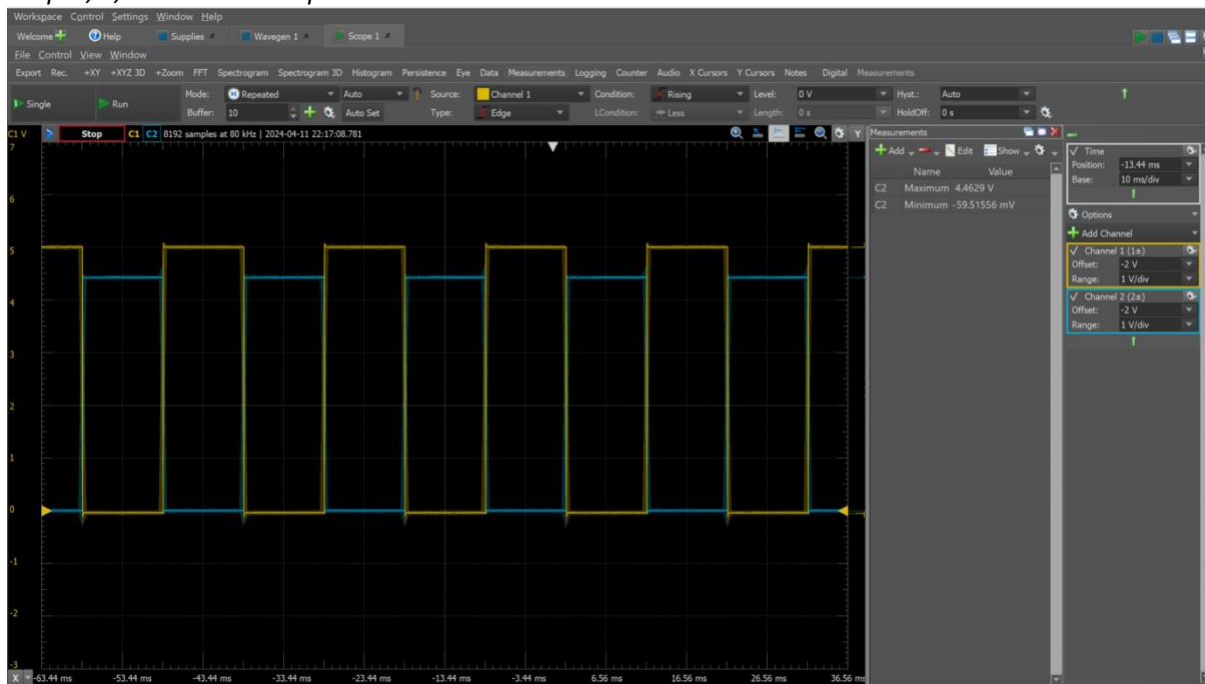 Workspace Control Settings Window Help
Welcome Help Supplies Wavegen 1 Scope 1
File Control View Window
Export Rec. +XY +XYZ 3D +Zoom FFT Spectrogram Spectrogram 3D Histogram Persistence Eye Data Measurements Logging Counter Audio X Cursors Y Cursors Notes Digital Measurements
Single Run Mode: Repeated Auto Source: Channel 1 Condition: Rising Level: 0 V Hyst.: Auto
Buffer: 10 Auto Set Type: Edge LCondition: Less Length: 0 s HoldOff: 0 s
C1 V Stop C1 C2 8192 samples at 80 kHz | 2024-04-11 22:17:08.781 Y
7
6
5
4
3
2
1
0
-1
-2
-3
X -63.44 ms -53.44 ms -43.44 ms -33.44 ms -23.44 ms -13.44 ms -3.44 ms 6.56 ms 16.56 ms 26.56 ms 36.56 ms
Measurements
Add Edit Show
Name Value
C2 Maximum 4.4629 V
C2 Minimum -59.51556 mV
Time
Position: -13.44 ms
Base: 10 ms/div
Options
Add Channel
Channel 1 (1±)
Offset: -2 V
Range: 1 V/div
Channel 2 (2±)
Offset: -2 V
Range: 1 V/div